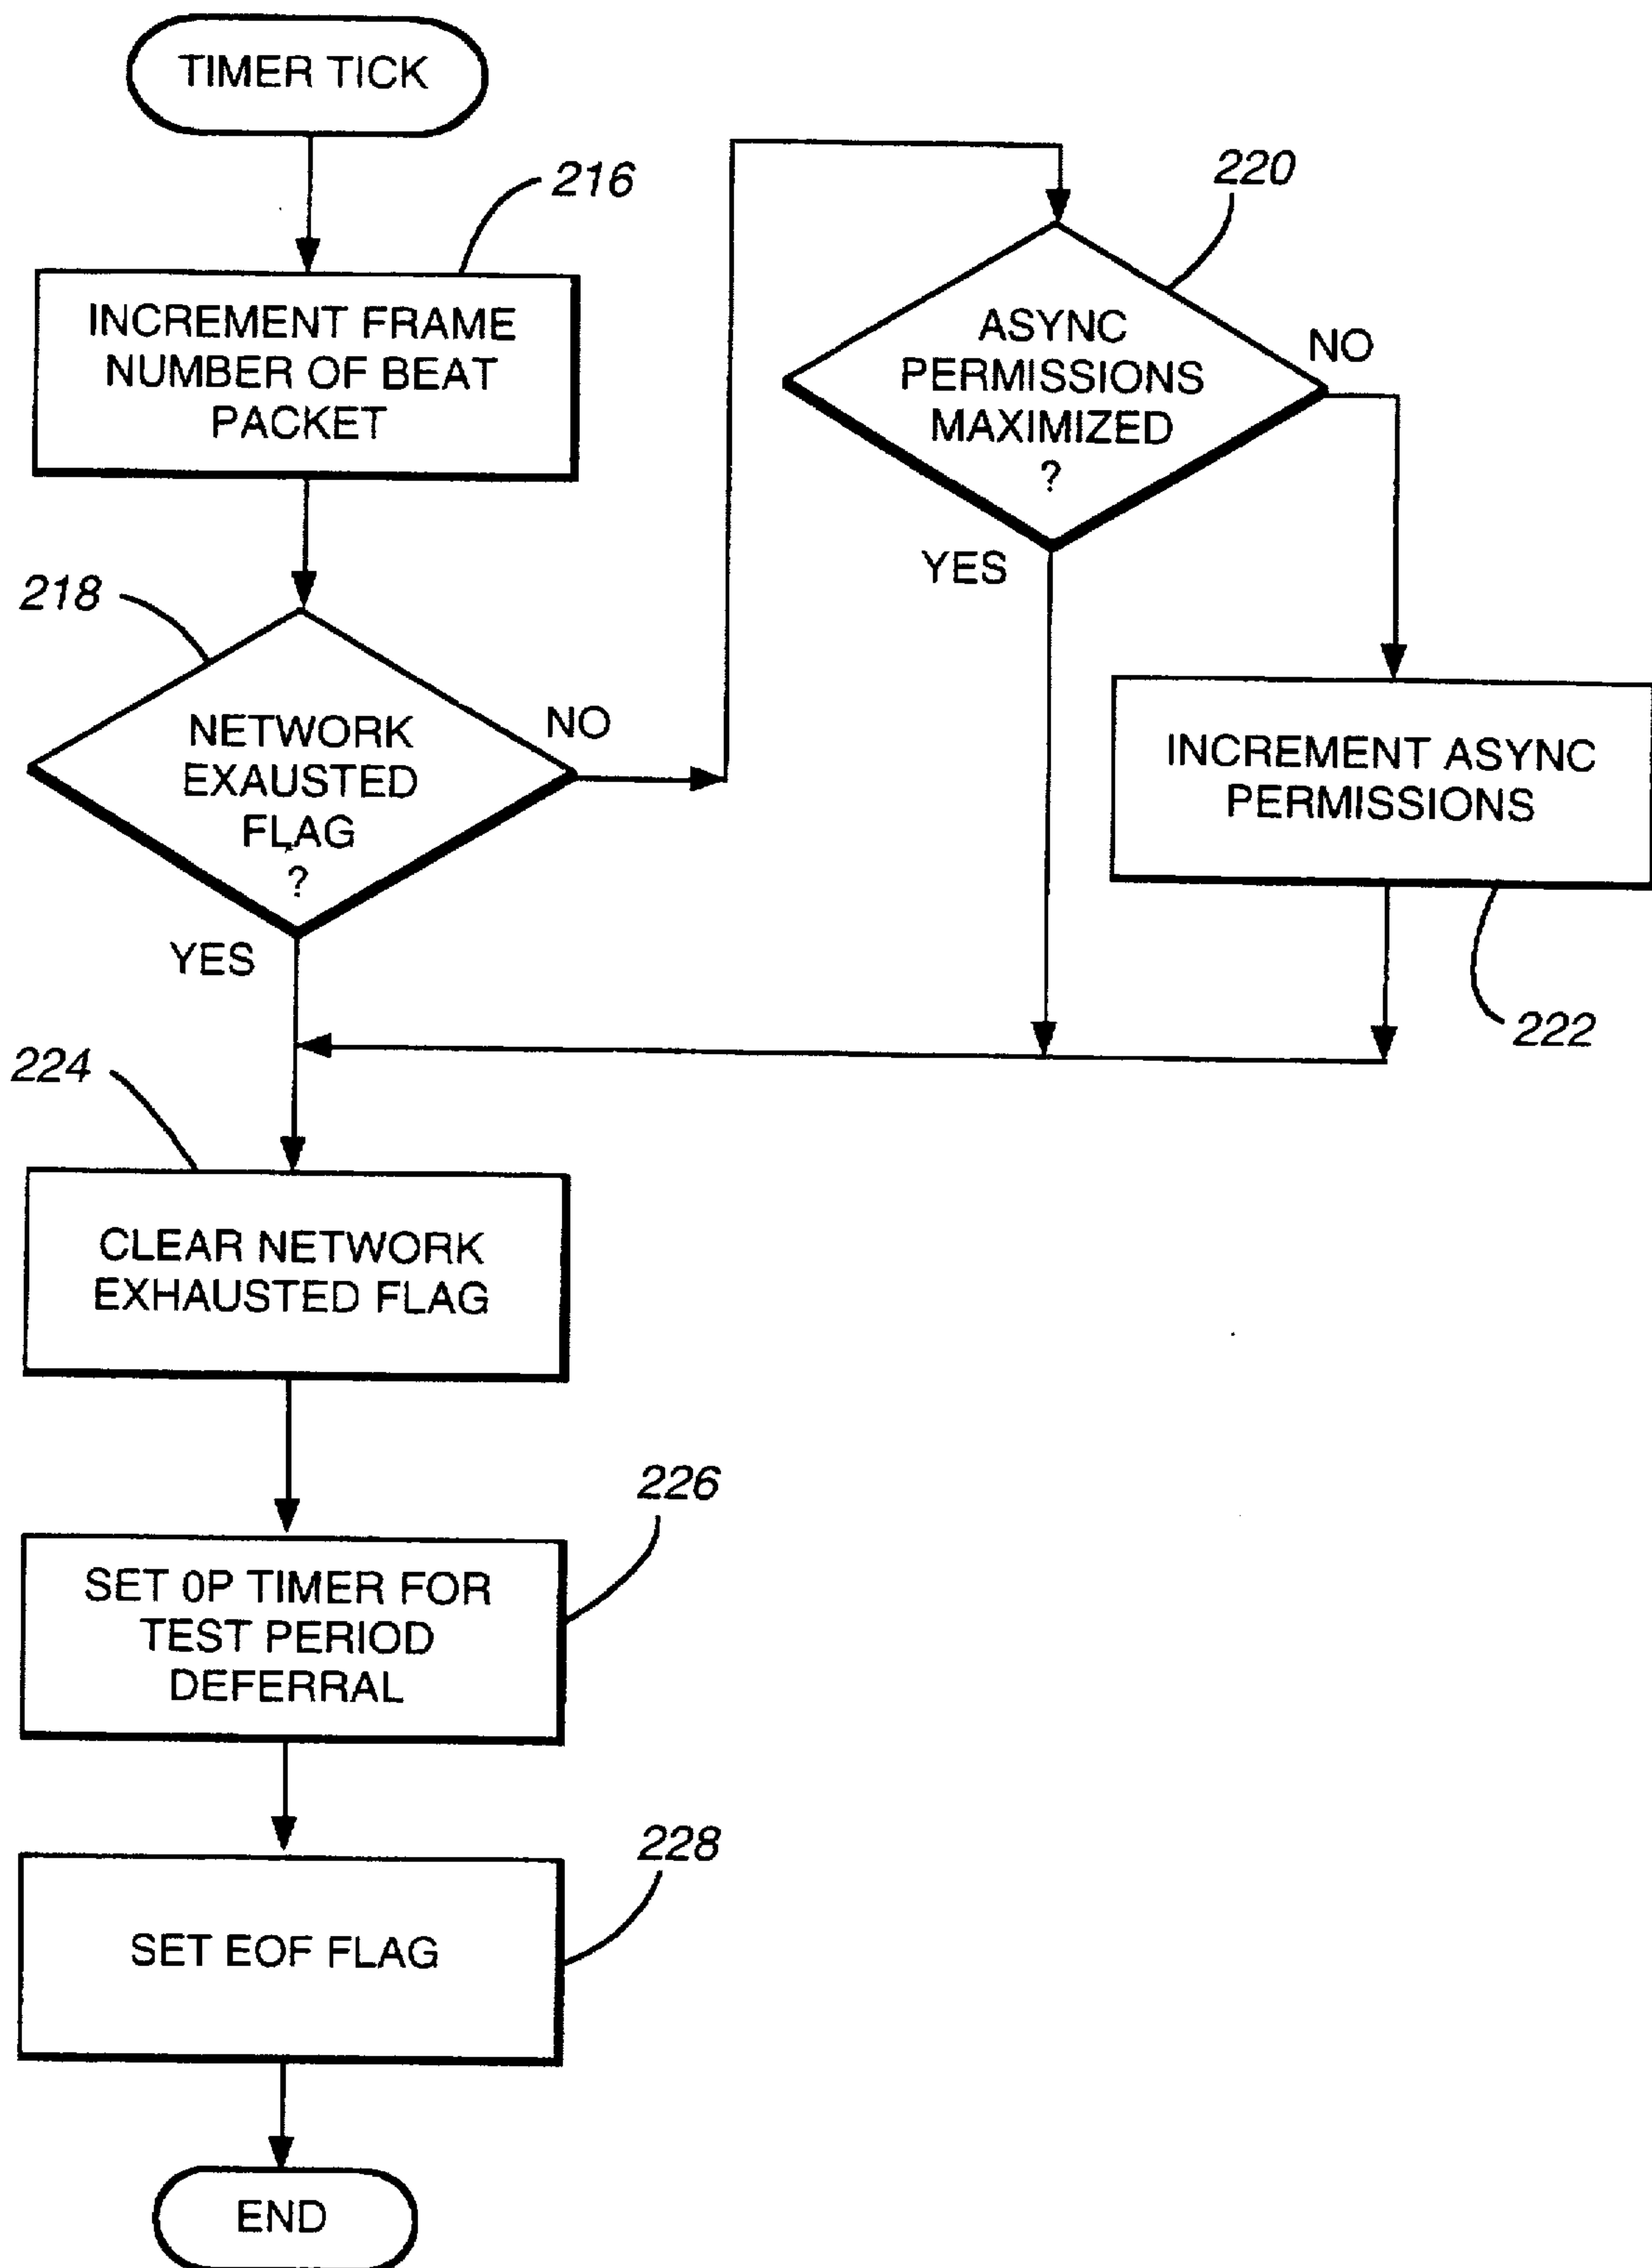 TIMER TICK
216
INCREMENT FRAME
NUMBER OF BEAT
PACKET
218
NETWORK
EXAUSTED
FLAG
?
NO
YES
220
ASYNC
PERMISSIONS
MAXIMIZED
?
NO
YES
INCREMENT ASYNC
PERMISSIONS
222
224
CLEAR NETWORK
EXHAUSTED FLAG
226
SET 0P TIMER FOR
TEST PERIOD
DEFERRAL
228
SET EOF FLAG
END